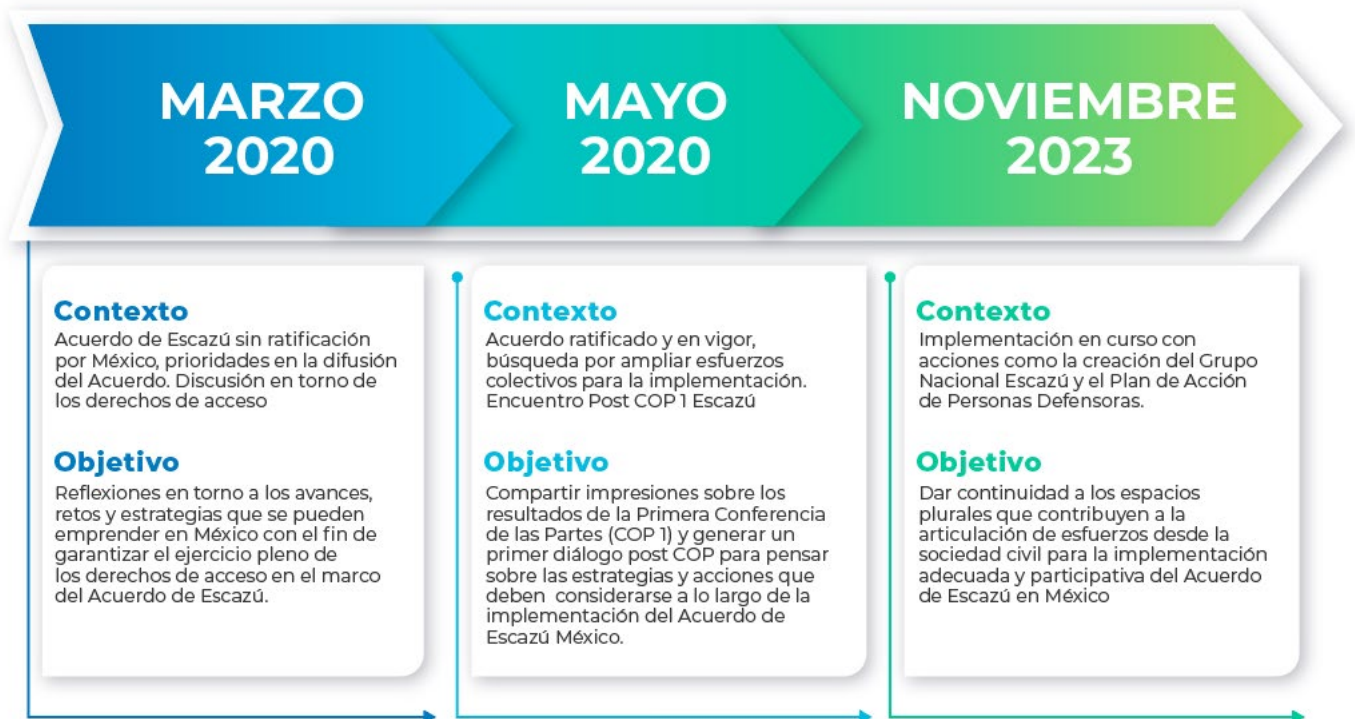 MARZO
2020
MAYO
2020
NOVIEMBRE
2023
Contexto
Acuerdo de Escazú sin ratificación
por México, prioridades en la difusión
del Acuerdo. Discusión en torno de
los derechos de acceso
Objetivo
Reflexiones en torno a los avances,
retos y estrategias que se pueden
emprender en México con el fin de
garantizar el ejercicio pleno de
los derechos de acceso en el marco
del Acuerdo de Escazú.
Contexto
Acuerdo ratificado y en vigor,
búsqueda por ampliar esfuerzos
colectivos para la implementación.
Encuentro Post COP 1 Escazú
Objetivo
Compartir impresiones sobre los
resultados de la Primera Conferencia
de las Partes (COP 1) y generar un
primer diálogo post COP para pensar
sobre las estrategias y acciones que
deben considerarse a lo largo de la
implementación del Acuerdo de
Escazú México.
Contexto
Implementación en curso con
acciones como la creación del Grupo
Nacional Escazú y el Plan de Acción
de Personas Defensoras.
Objetivo
Dar continuidad a los espacios
plurales que contribuyen a la
articulación de esfuerzos desde la
sociedad civil para la implementación
adecuada y participativa del Acuerdo
de Escazú en México